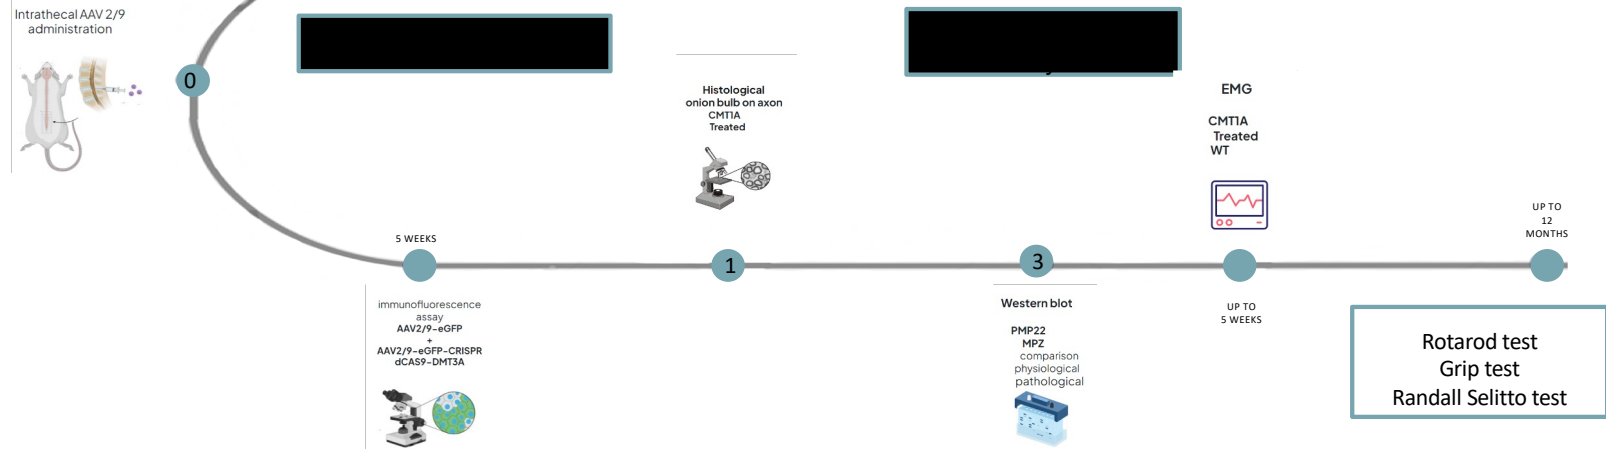 Intrathecal AAV 2/9
administration
0
Histological
onion bulb on axon
CMT1A
Treated
EMG
CMT1A
Treated
WT
5 WEEKS
1
3
UP TO
12
MONTHS
immunofluorescence
assay
AAV2/9-eGFP
+
AAV2/9-eGFP-CRISPR
dCAS9-DMT3A
Western blot
PMP22
MPZ
comparison
physiological
pathological
UP TO
5 WEEKS
Rotarod test
Grip test
Randall Selitto test